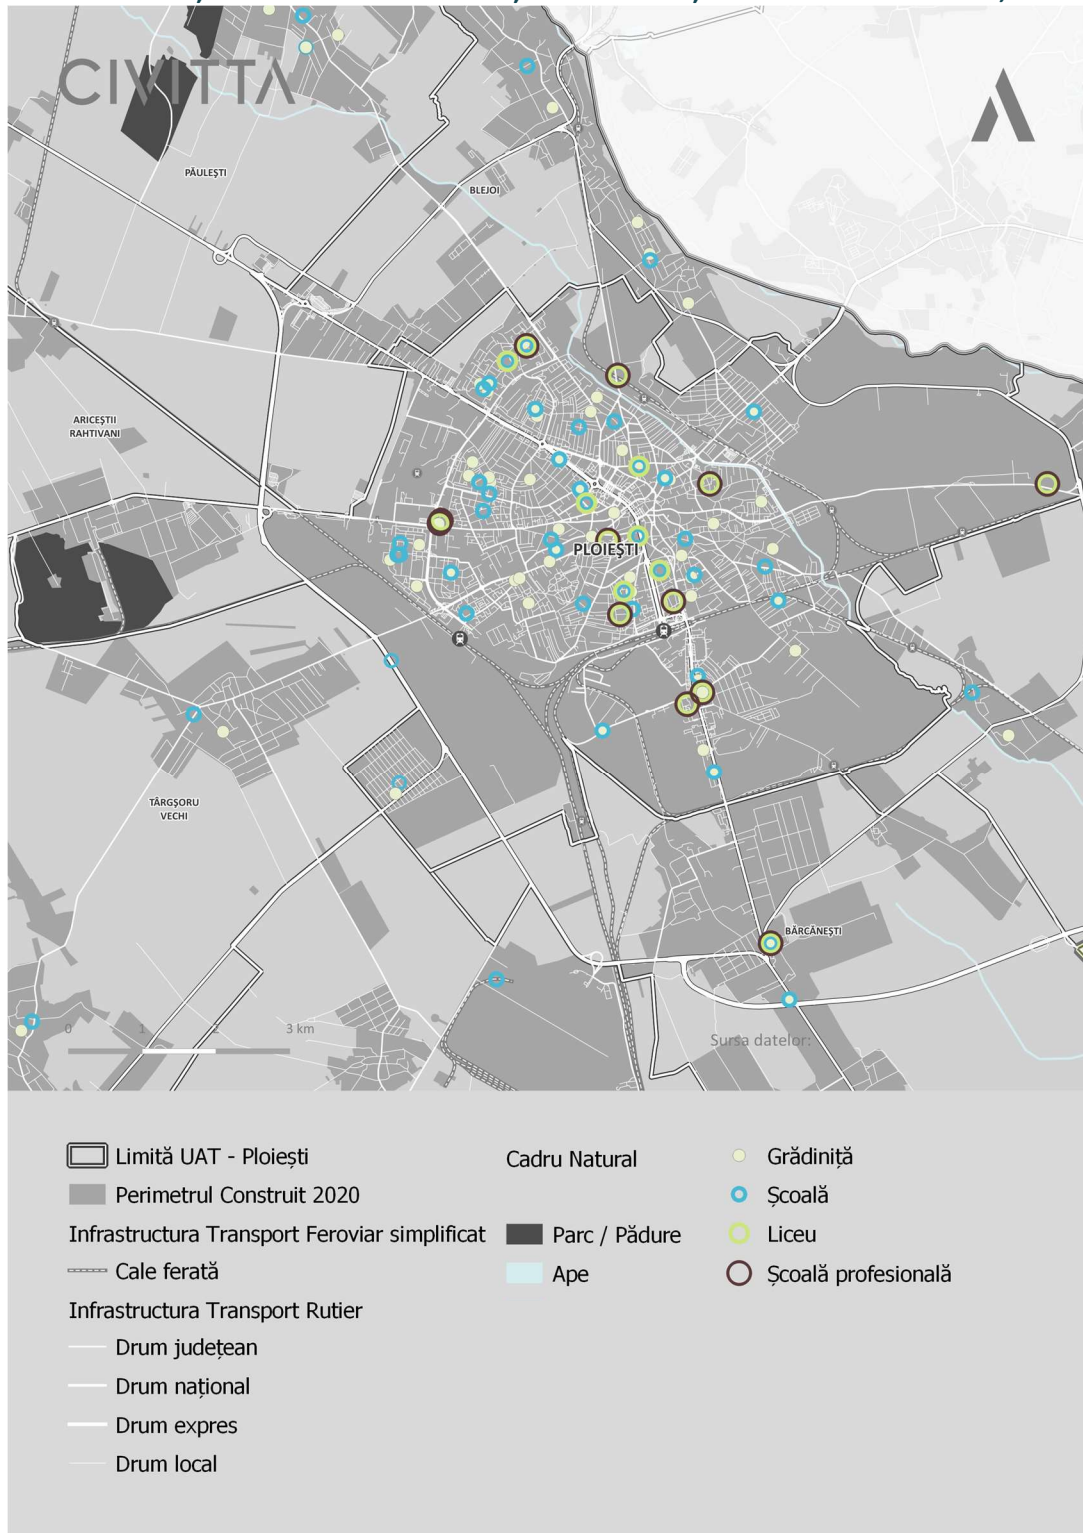 CIVITTA
PĂULEȘTI
BLEJOI
ARICEȘTII
RAHTIVANI
PLOIEȘTI
TÂRGȘORU
VECHI
BĂRCĂNEȘTI
0 1 2 3 km
Sursa datelor:
Limită UAT - Ploiești
Perimetrul Construit 2020
Infrastructura Transport Feroviar simplificat
Cale ferată
Infrastructura Transport Rutier
Drum județean
Drum național
Drum expres
Drum local
Cadru Natural
Parc / Pădure
Ape
Grădiniță
Școală
Liceu
Școală profesională